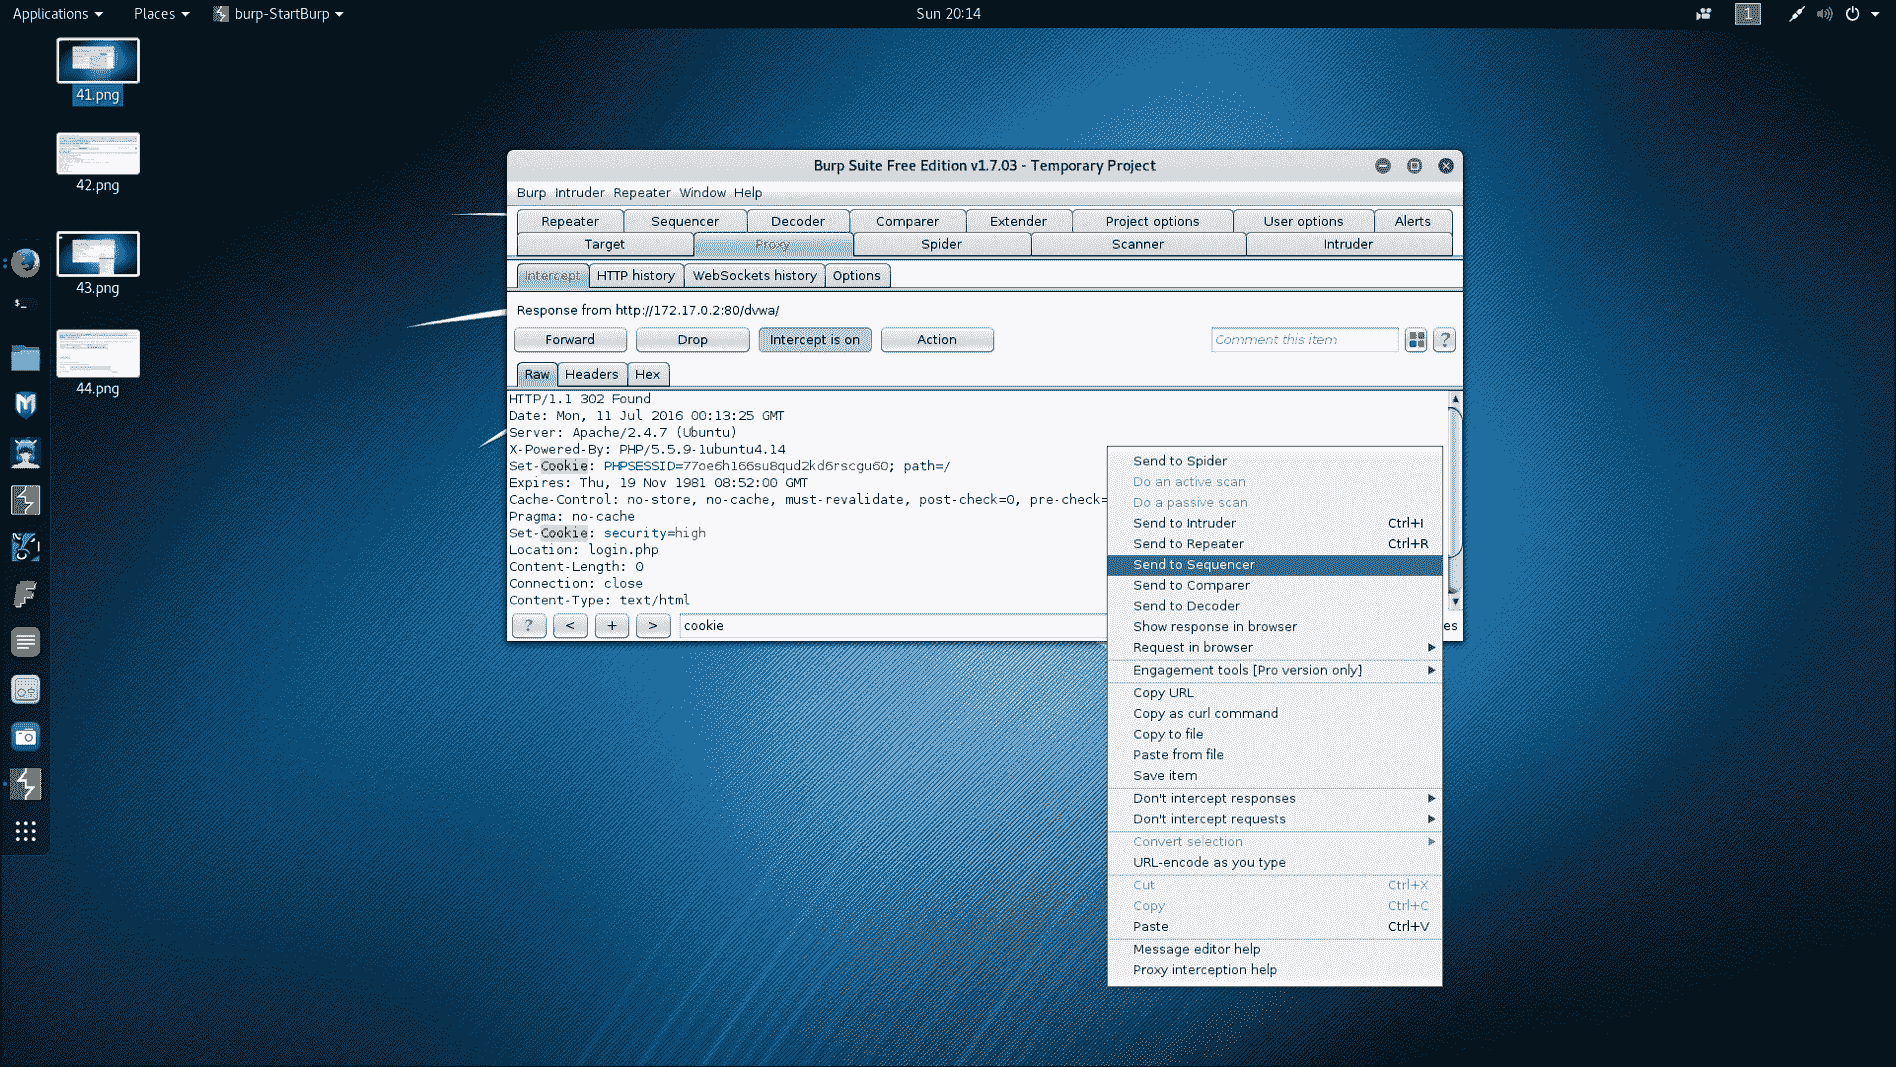 Applications Places burp-StartBurp Sun 20:14 1
41.png
42.png
43.png
44.png
Burp Suite Free Edition v1.7.03 - Temporary Project
Burp Intruder Repeater Window Help
Repeater Sequencer Decoder Comparer Extender Project options User options Alerts
Target Proxy Spider Scanner Intruder
Intercept HTTP history WebSockets history Options
Response from http://172.17.0.2:80/dvwa/
Forward Drop Intercept is on Action Comment this item ?
Raw Headers Hex
HTTP/1.1 302 Found
Date: Mon, 11 Jul 2016 00:13:25 GMT
Server: Apache/2.4.7 (Ubuntu)
X-Powered-By: PHP/5.5.9-1ubuntu4.14
Set-Cookie: PHPSESSID=77oe6h166su8qud2kd6rscgu60; path=/
Expires: Thu, 19 Nov 1981 08:52:00 GMT
Cache-Control: no-store, no-cache, must-revalidate, post-check=0, pre-check=
Pragma: no-cache
Set-Cookie: security=high
Location: login.php
Content-Length: 0
Connection: close
Content-Type: text/html
? < + > cookie es
Send to Spider
Do an active scan
Do a passive scan
Send to Intruder Ctrl+I
Send to Repeater Ctrl+R
Send to Sequencer
Send to Comparer
Send to Decoder
Show response in browser
Request in browser
Engagement tools [Pro version only]
Copy URL
Copy as curl command
Copy to file
Paste from file
Save item
Don't intercept responses
Don't intercept requests
Convert selection
URL-encode as you type
Cut Ctrl+X
Copy Ctrl+C
Paste Ctrl+V
Message editor help
Proxy interception help